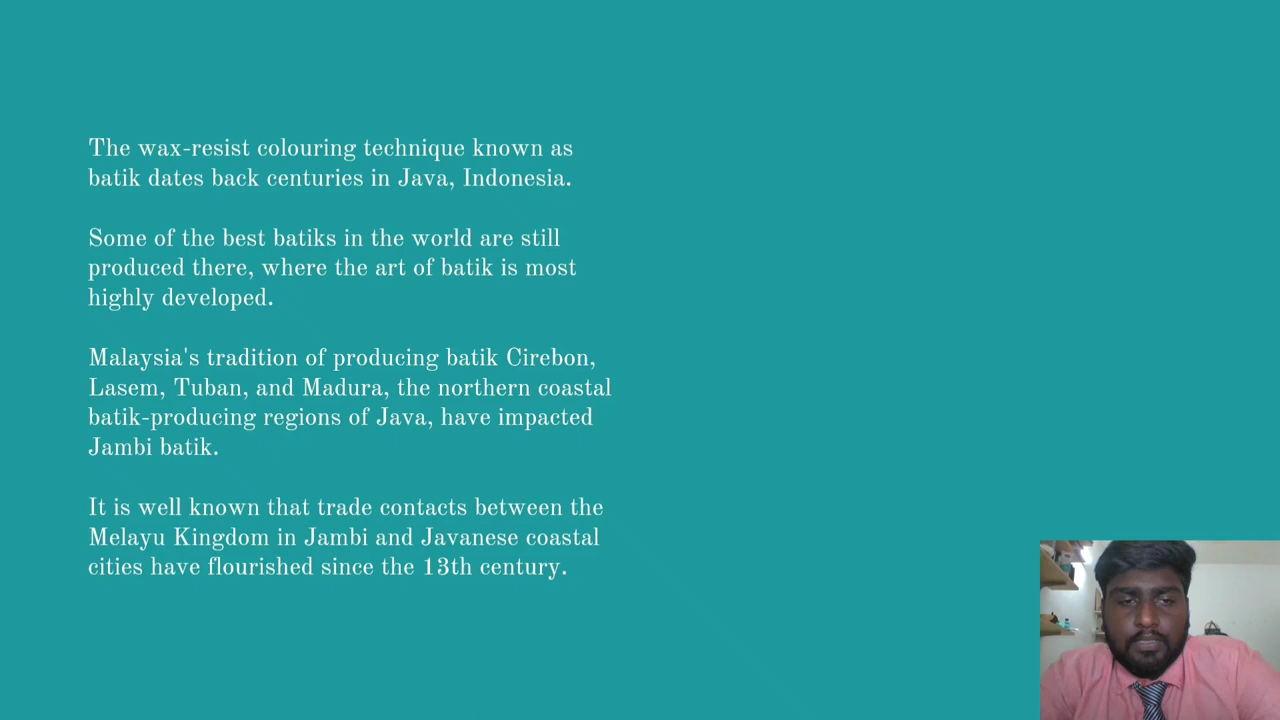 The wax-resist colouring technique known as
batik dates back centuries in Java, Indonesia.
Some of the best batiks in the world are still
produced there, where the art of batik is most
highly developed.
Malaysia's tradition of producing batik Cirebon,
Lasem, Tuban, and Madura, the northern coastal
batik-producing regions of Java, have impacted
Jambi batik.
It is well known that trade contacts between the
Melayu Kingdom in Jambi and Javanese coastal
cities have flourished since the 13th century.